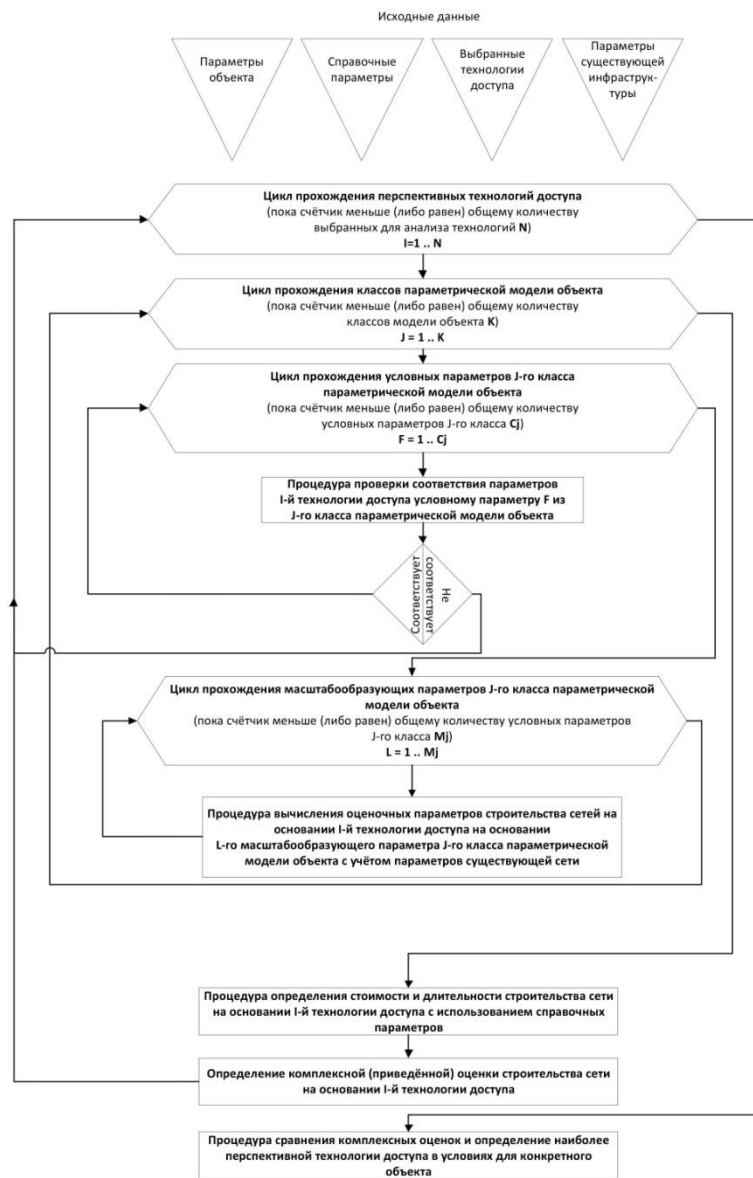 Исходные данные
Параметры
объекта
Справочные
параметры
Выбранные
технологии
доступа
Параметры
существующей
инфраструк-
туры
Цикл прохождения перспективных технологий доступа
(пока счётчик меньше (либо равен) общему количеству
выбранных для анализа технологий N)
I=1 .. N
Цикл прохождения классов параметрической модели объекта
(пока счётчик меньше (либо равен) общему количеству
классов модели объекта K)
J = 1 .. K
Цикл прохождения условных параметров J-го класса
параметрической модели объекта
(пока счётчик меньше (либо равен) общему количеству
условных параметров J-го класса Cj)
F = 1 .. Cj
Процедура проверки соответствия параметров
I-й технологии доступа условному параметру F из
J-го класса параметрической модели объекта
Соответствует
Не
соответствует
Цикл прохождения масштабообразующих параметров J-го класса параметрической
модели объекта
(пока счётчик меньше (либо равен) общему количеству условных параметров
J-го класса Mj)
L = 1 .. Mj
Процедура вычисления оценочных параметров строительства сетей на
основании I-й технологии доступа на основании
L-го масштабообразующего параметра J-го класса параметрической
модели объекта с учётом параметров существующей сети
Процедура определения стоимости и длительности строительства сети
на основании I-й технологии доступа с использованием справочных
параметров
Определение комплексной (приведённой) оценки строительства сети
на основании I-й технологии доступа
Процедура сравнения комплексных оценок и определение наиболее
перспективной технологии доступа в условиях для конкретного
объекта